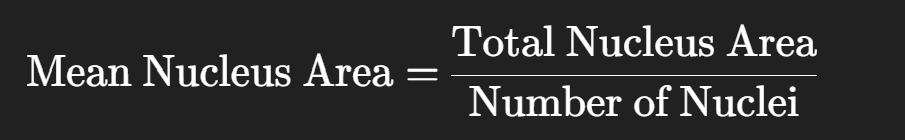 Mean Nucleus Area = Total Nucleus Area / Number of Nuclei